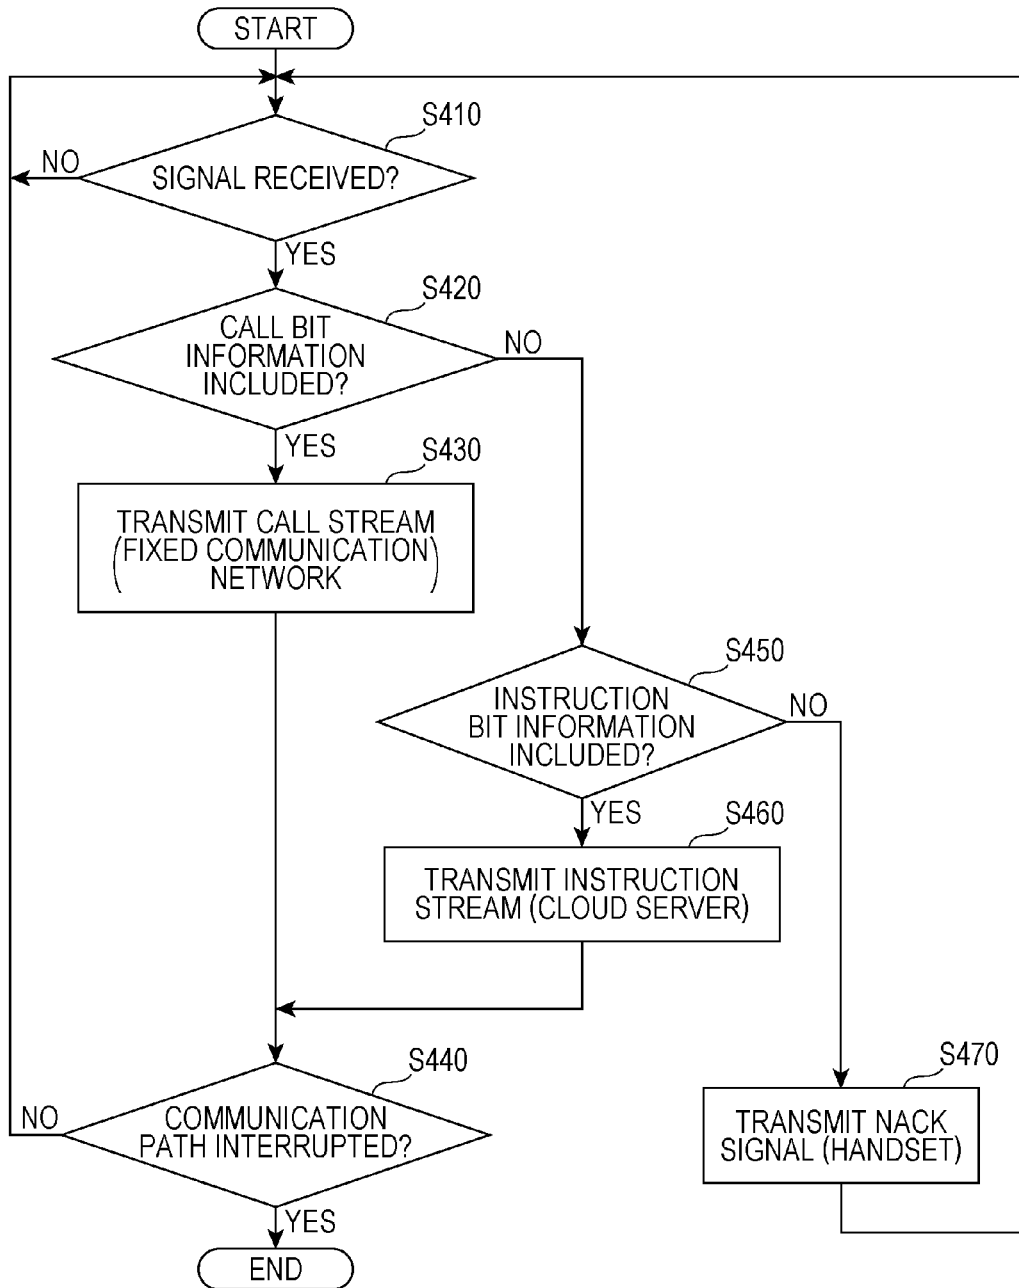 START
S410
NO
SIGNAL RECEIVED?
YES
S420
CALL BIT
INFORMATION
INCLUDED?
NO
YES
S430
TRANSMIT CALL STREAM
(FIXED COMMUNICATION)
NETWORK
S450
INSTRUCTION
BIT INFORMATION
INCLUDED?
NO
YES
S460
TRANSMIT INSTRUCTION
STREAM (CLOUD SERVER)
S440
NO
COMMUNICATION
PATH INTERRUPTED?
S470
TRANSMIT NACK
SIGNAL (HANDSET)
YES
END